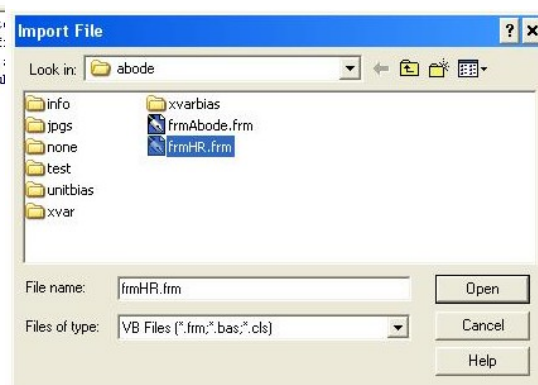 Import File
Look in: abode
info
jpgs
none
test
unitbias
xvar
xvarbias
frmAbode.frm
frmHR.frm
File name: frmHR.frm Open
Files of type: VB Files (*.frm;*.bas;*.cls) Cancel
Help